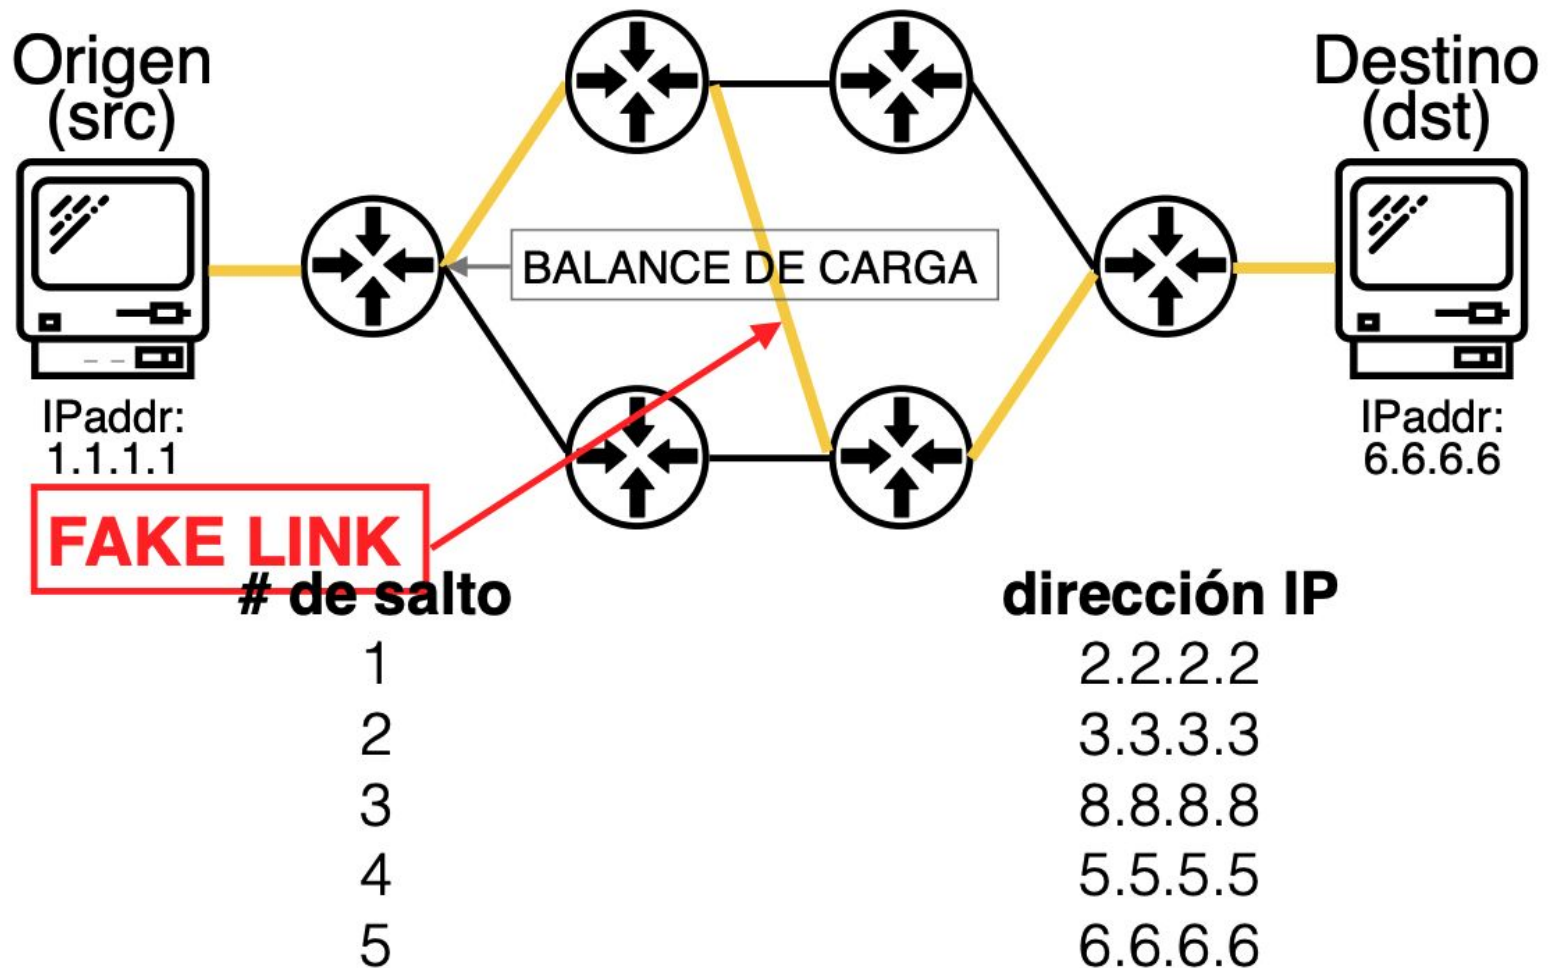 Origen
(src)
Destino
(dst)
BALANCE DE CARGA
IPaddr:
1.1.1.1
IPaddr:
6.6.6.6
FAKE LINK
# de salto dirección IP
1 2.2.2.2
2 3.3.3.3
3 8.8.8.8
4 5.5.5.5
5 6.6.6.6